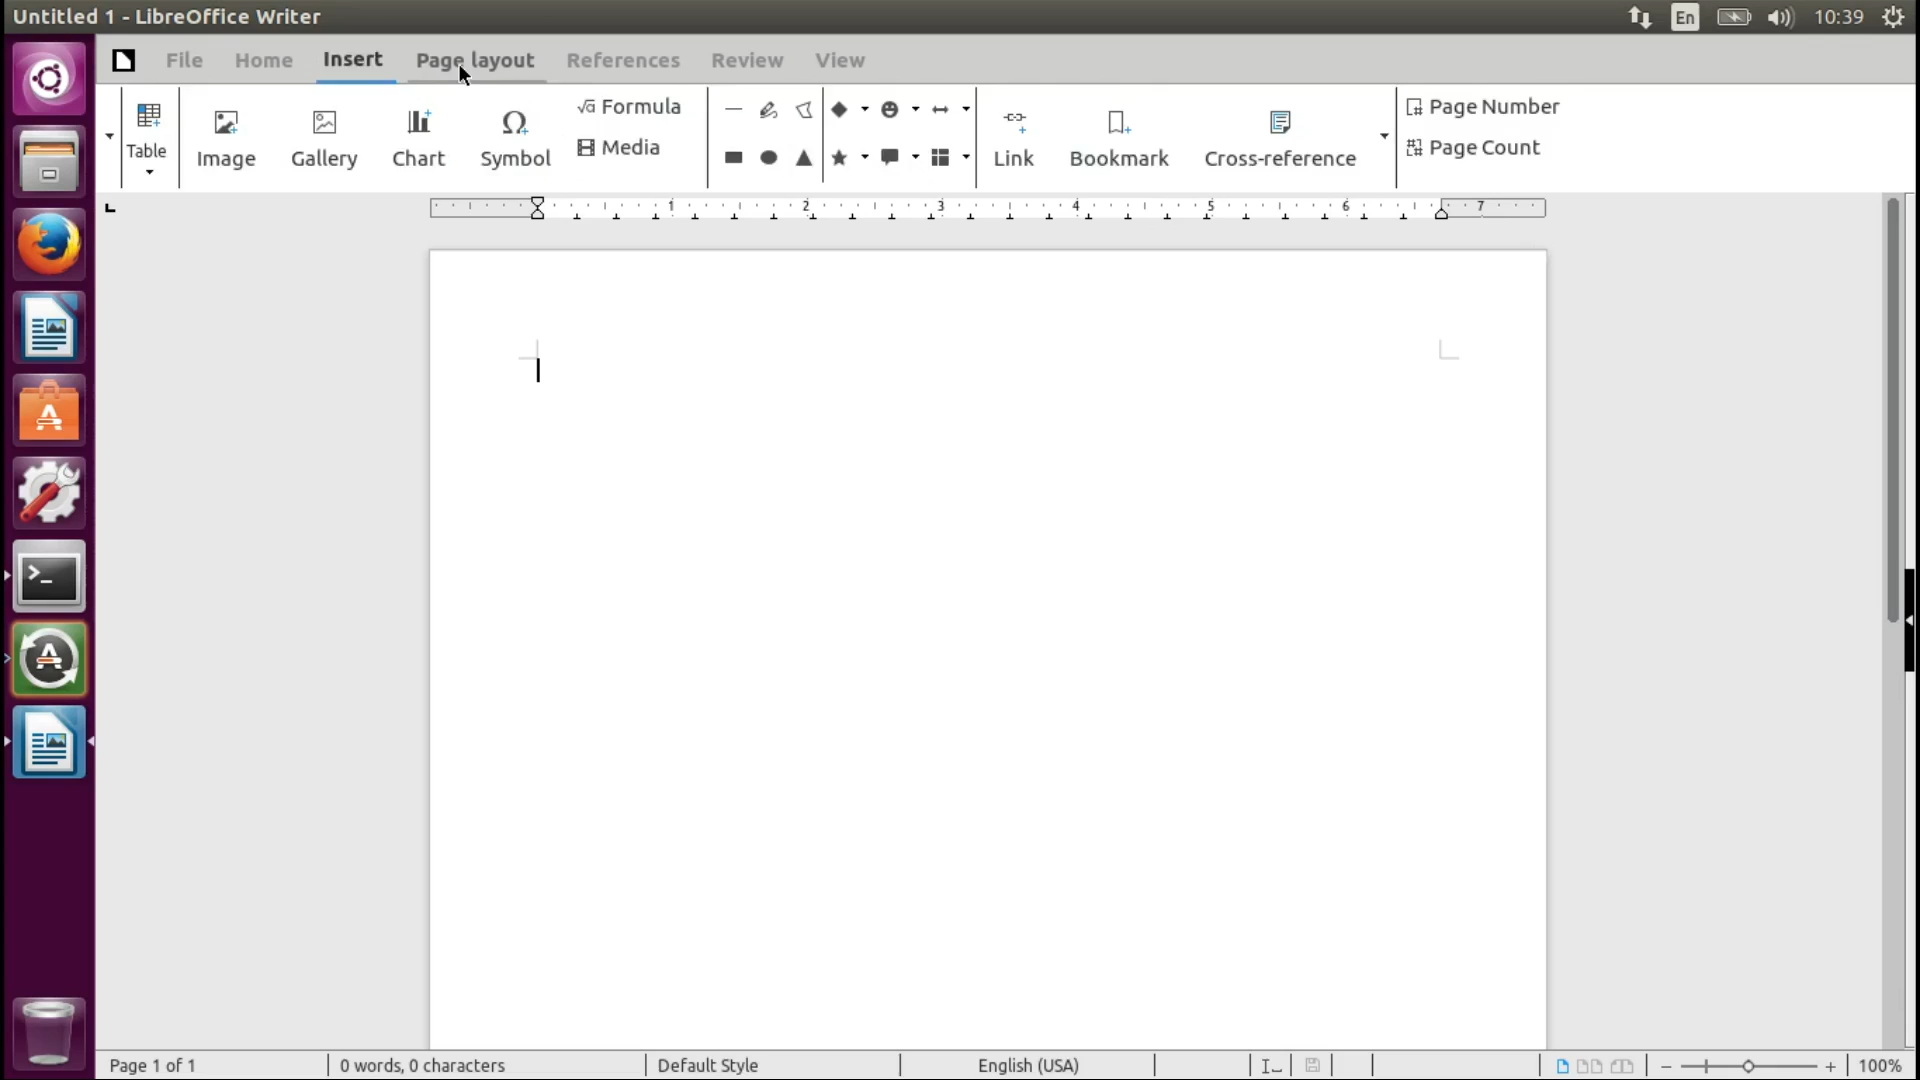 Untitled 1 - LibreOffice Writer
En
10:39
File Home Insert Page layout References Review View
Table
Image
Gallery
Chart
Symbol
Formula
Media
Link
Bookmark
Cross-reference
Page Number
Page Count
1 2 3 4 5 6 7
Page 1 of 1
0 words, 0 characters
Default Style
English (USA)
100%